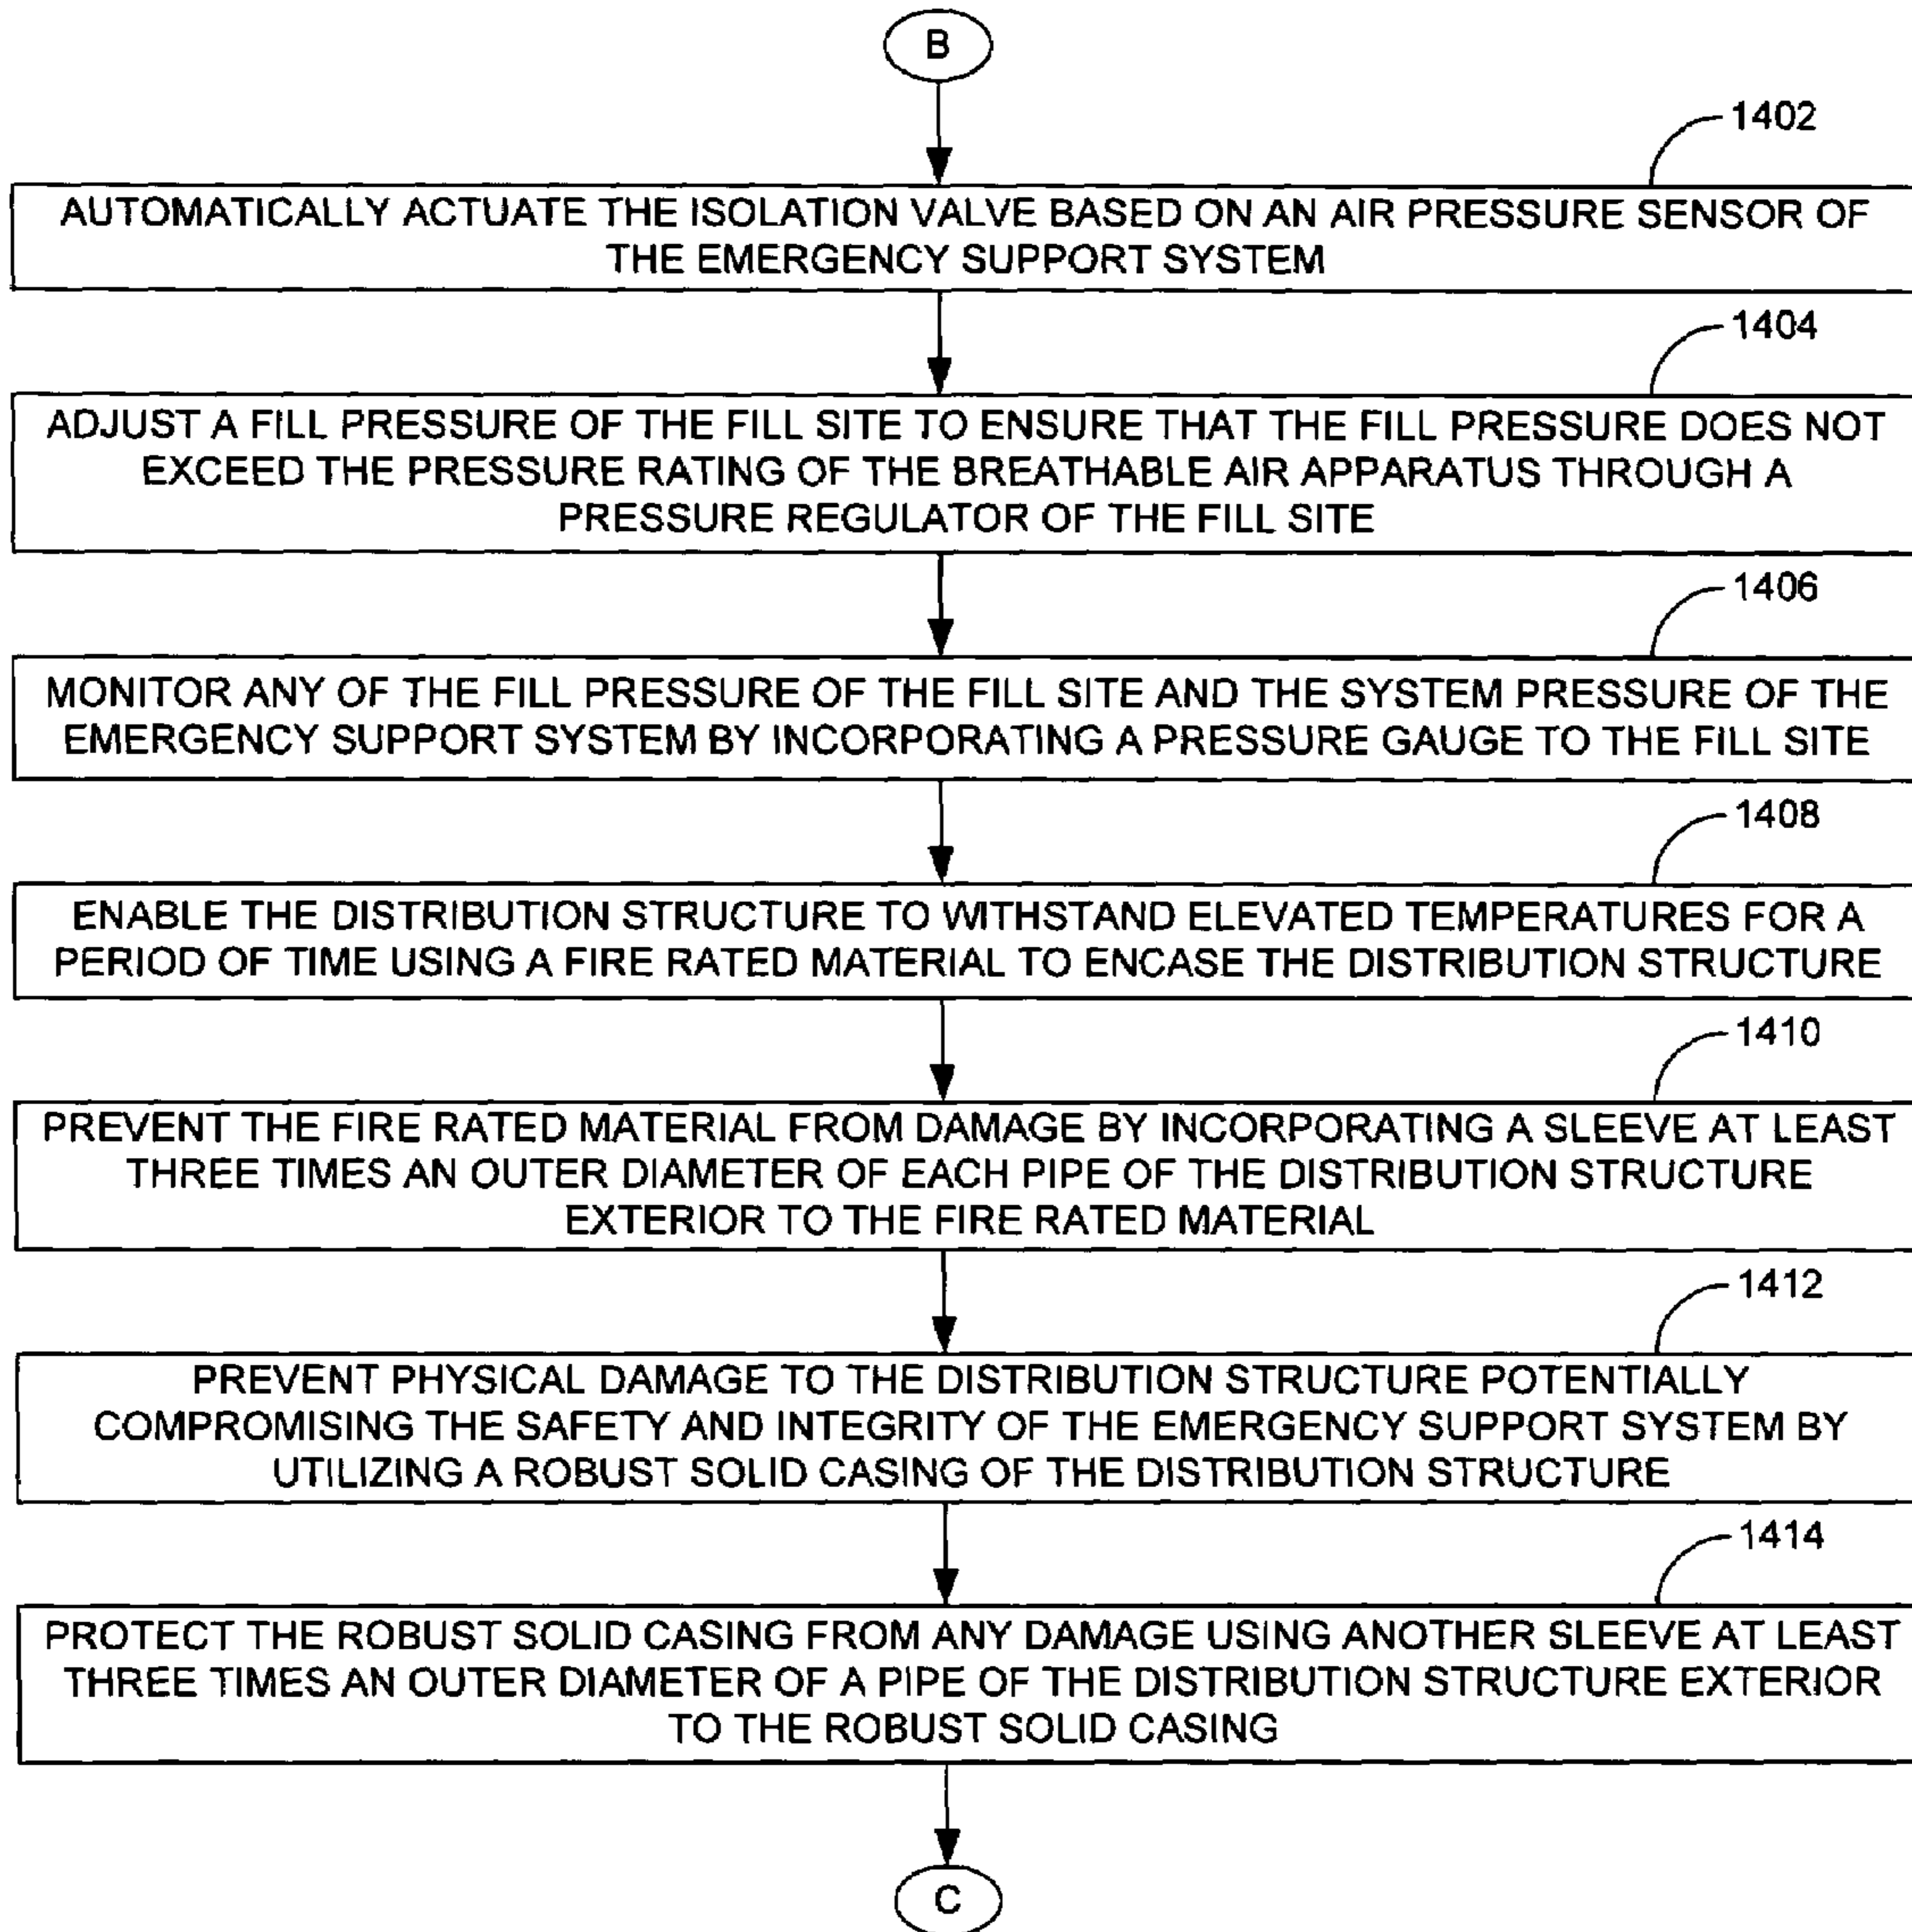 B
1402
AUTOMATICALLY ACTUATE THE ISOLATION VALVE BASED ON AN AIR PRESSURE SENSOR OF
THE EMERGENCY SUPPORT SYSTEM
1404
ADJUST A FILL PRESSURE OF THE FILL SITE TO ENSURE THAT THE FILL PRESSURE DOES NOT
EXCEED THE PRESSURE RATING OF THE BREATHABLE AIR APPARATUS THROUGH A
PRESSURE REGULATOR OF THE FILL SITE
1406
MONITOR ANY OF THE FILL PRESSURE OF THE FILL SITE AND THE SYSTEM PRESSURE OF THE
EMERGENCY SUPPORT SYSTEM BY INCORPORATING A PRESSURE GAUGE TO THE FILL SITE
1408
ENABLE THE DISTRIBUTION STRUCTURE TO WITHSTAND ELEVATED TEMPERATURES FOR A
PERIOD OF TIME USING A FIRE RATED MATERIAL TO ENCASE THE DISTRIBUTION STRUCTURE
1410
PREVENT THE FIRE RATED MATERIAL FROM DAMAGE BY INCORPORATING A SLEEVE AT LEAST
THREE TIMES AN OUTER DIAMETER OF EACH PIPE OF THE DISTRIBUTION STRUCTURE
EXTERIOR TO THE FIRE RATED MATERIAL
1412
PREVENT PHYSICAL DAMAGE TO THE DISTRIBUTION STRUCTURE POTENTIALLY
COMPROMISING THE SAFETY AND INTEGRITY OF THE EMERGENCY SUPPORT SYSTEM BY
UTILIZING A ROBUST SOLID CASING OF THE DISTRIBUTION STRUCTURE
1414
PROTECT THE ROBUST SOLID CASING FROM ANY DAMAGE USING ANOTHER SLEEVE AT LEAST
THREE TIMES AN OUTER DIAMETER OF A PIPE OF THE DISTRIBUTION STRUCTURE EXTERIOR
TO THE ROBUST SOLID CASING
C